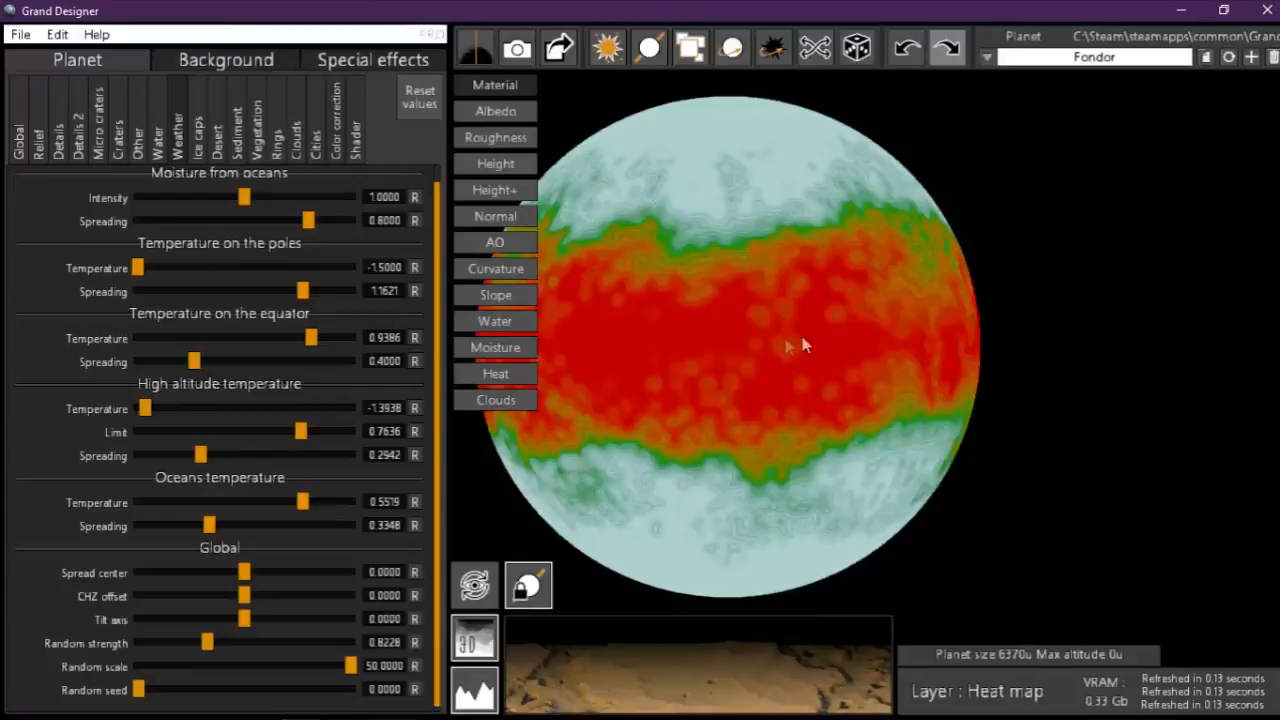 Grand Designer
File Edit Help
Planet Background Special effects
Global Relief Details Details 2 Micro craters Craters Other Water Weather Ice caps Desert Sediment Vegetation Rings Clouds Cities Color correction Shader
Reset
values
Moisture from oceans
Intensity 1.0000 R
Spreading 0.8000 R
Temperature on the poles
Temperature -1.5000 R
Spreading 1.1621 R
Temperature on the equator
Temperature 0.9386 R
Spreading 0.4000 R
High altitude temperature
Temperature -1.3938 R
Limit 0.7636 R
Spreading 0.2942 R
Oceans temperature
Temperature 0.5519 R
Spreading 0.3348 R
Global
Spread center 0.0000 R
CHZ offset 0.0000 R
Tilt axis 0.0000 R
Random strength 0.8228 R
Random scale 50.0000 R
Random seed 0.0000 R
Planet C:\Steam\steamapps\common\Grand
Fondor
Material
Albedo
Roughness
Height
Height+
Normal
AO
Curvature
Slope
Water
Moisture
Heat
Clouds
3D
Planet size 6370u Max altitude 0u
Layer : Heat map
VRAM :
0.33 Gb
Refreshed in 0.13 seconds
Refreshed in 0.13 seconds
Refreshed in 0.13 seconds